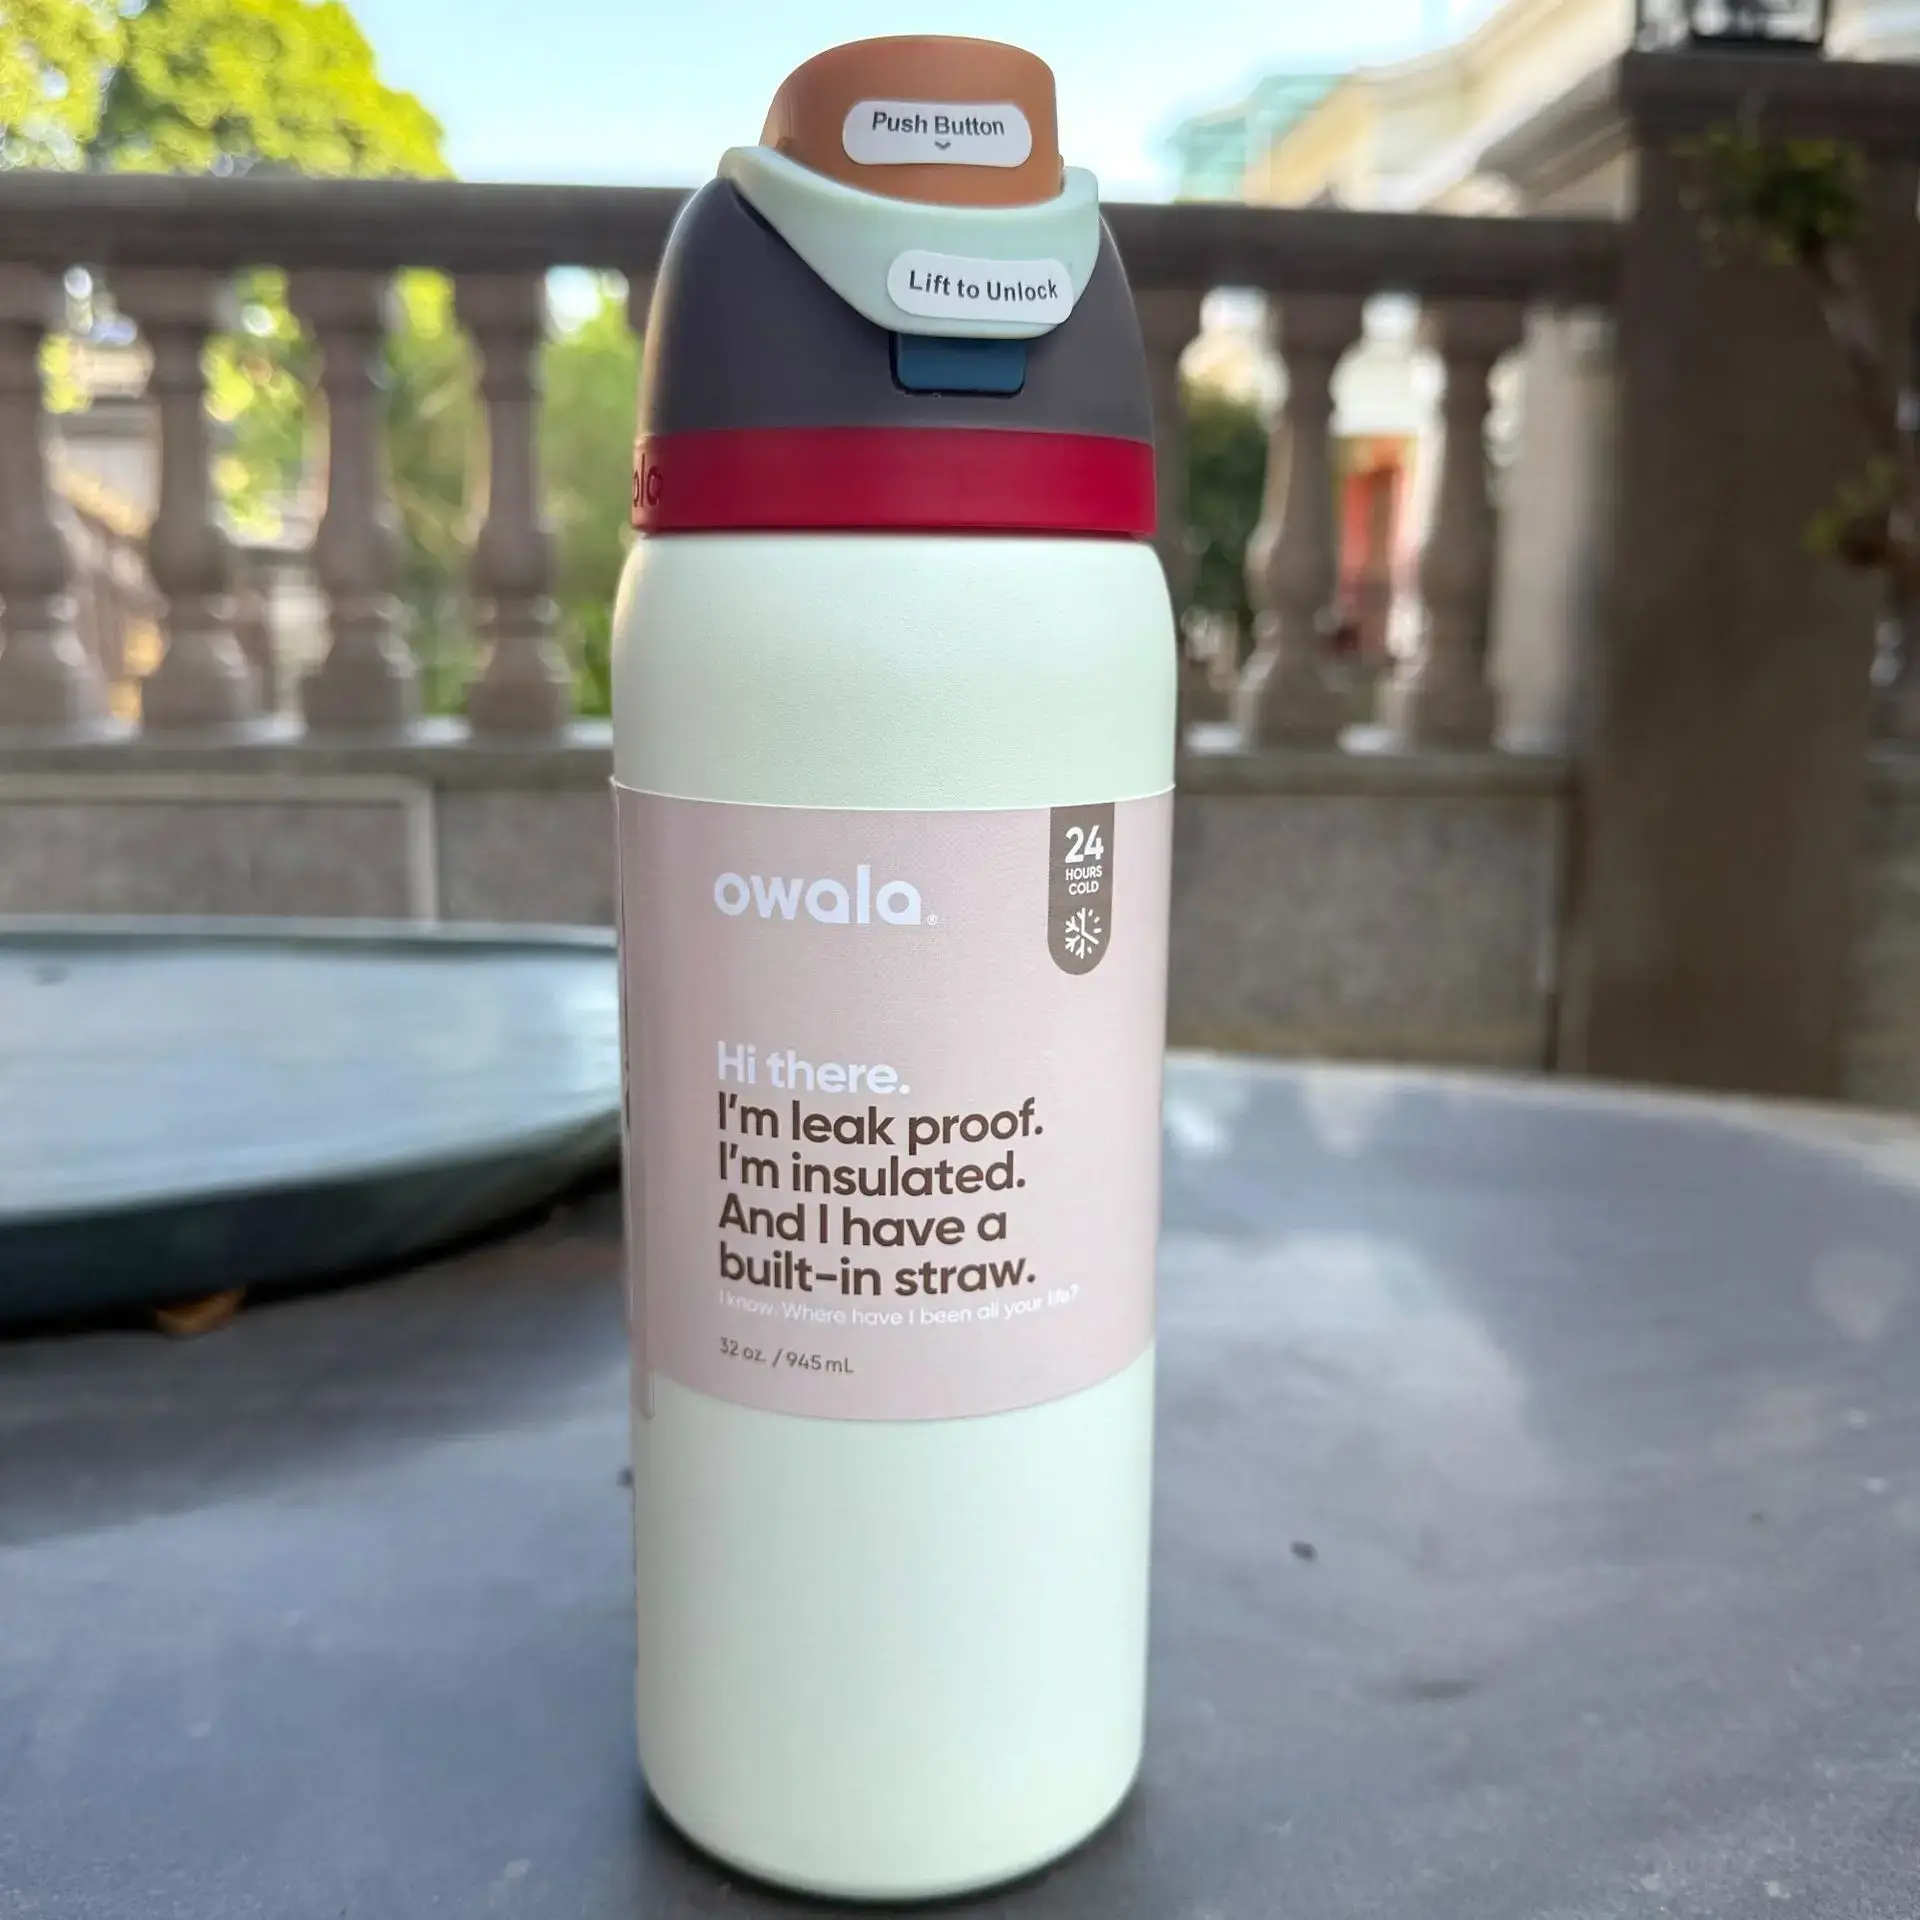 Push Button
Lift to Unlock
owala®
24
HOURS
COLD
Hi there.
I'm leak proof.
I'm insulated.
And I have a
built-in straw.
I know. Where have I been all your life?
32 oz. / 945 mL